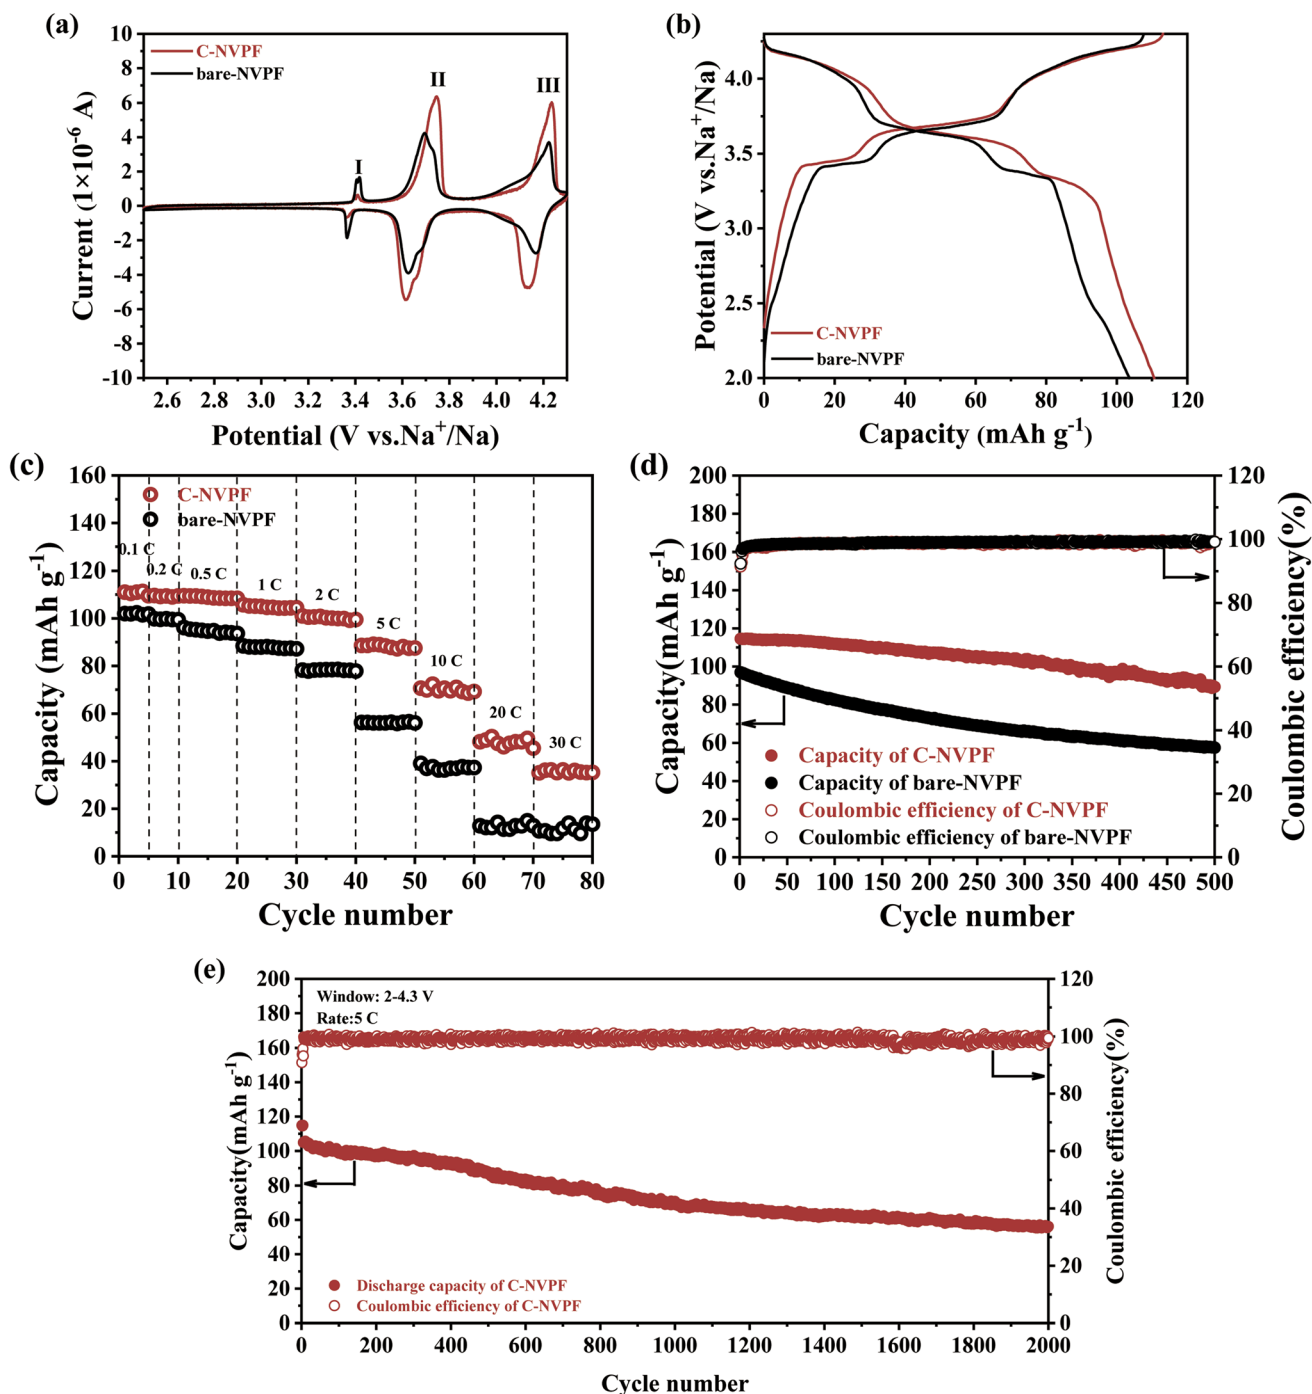 (a)
C-NVPF
bare-NVPF
I
II
III
10
8
6
4
2
0
-2
-4
-6
-8
-10
Current (1×10⁻⁶ A)
2.6 2.8 3.0 3.2 3.4 3.6 3.8 4.0 4.2
Potential (V vs.Na⁺/Na)
(b)
4.0
3.5
3.0
2.5
2.0
Potential (V vs.Na⁺/Na)
C-NVPF
bare-NVPF
0 20 40 60 80 100 120
Capacity (mAh g⁻¹)
(c)
160
140
120
100
80
60
40
20
0
Capacity (mAh g⁻¹)
C-NVPF
bare-NVPF
0.1 C
0.2 C
0.5 C
1 C
2 C
5 C
10 C
20 C
30 C
0 10 20 30 40 50 60 70 80
Cycle number
(d)
200
180
160
140
120
100
80
60
40
20
0
Capacity(mAh g⁻¹)
Capacity of C-NVPF
Capacity of bare-NVPF
Coulombic efficiency of C-NVPF
Coulombic efficiency of bare-NVPF
120
100
80
60
40
20
0
Coulombic efficiency(%)
0 50 100 150 200 250 300 350 400 450 500
Cycle number
(e)
200
180
160
140
120
100
80
60
40
20
0
Capacity(mAh g⁻¹)
Window: 2-4.3 V
Rate:5 C
Discharge capacity of C-NVPF
Coulombic efficiency of C-NVPF
120
100
80
60
40
20
0
Coulombic efficiency(%)
0 200 400 600 800 1000 1200 1400 1600 1800 2000
Cycle number